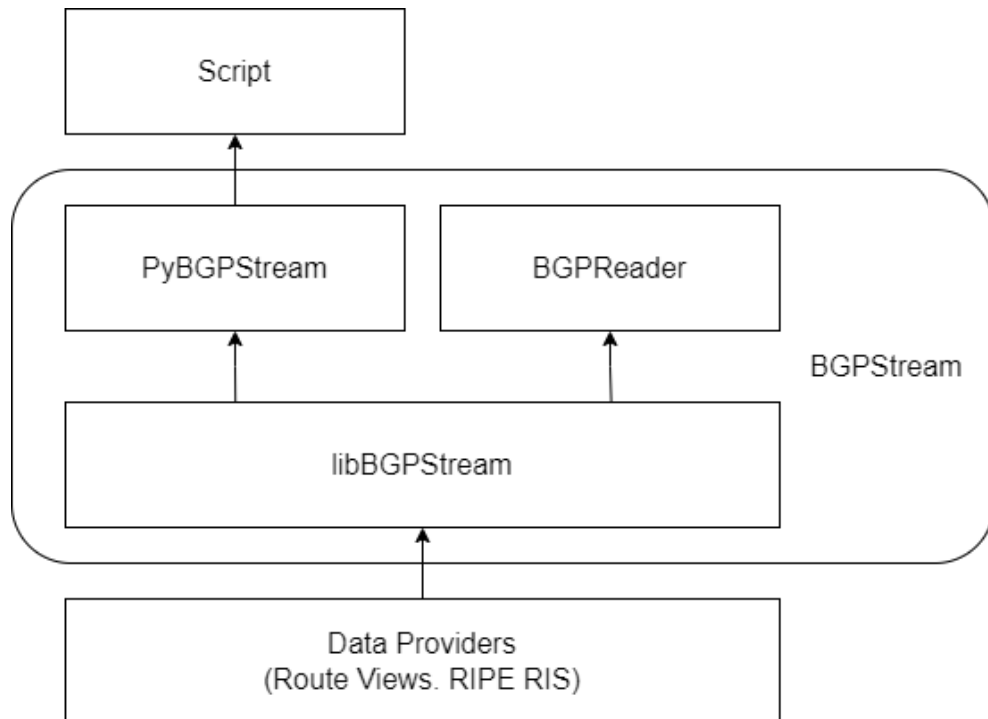 Script
PyBGPStream
BGPReader
BGPStream
libBGPStream
Data Providers
(Route Views. RIPE RIS)